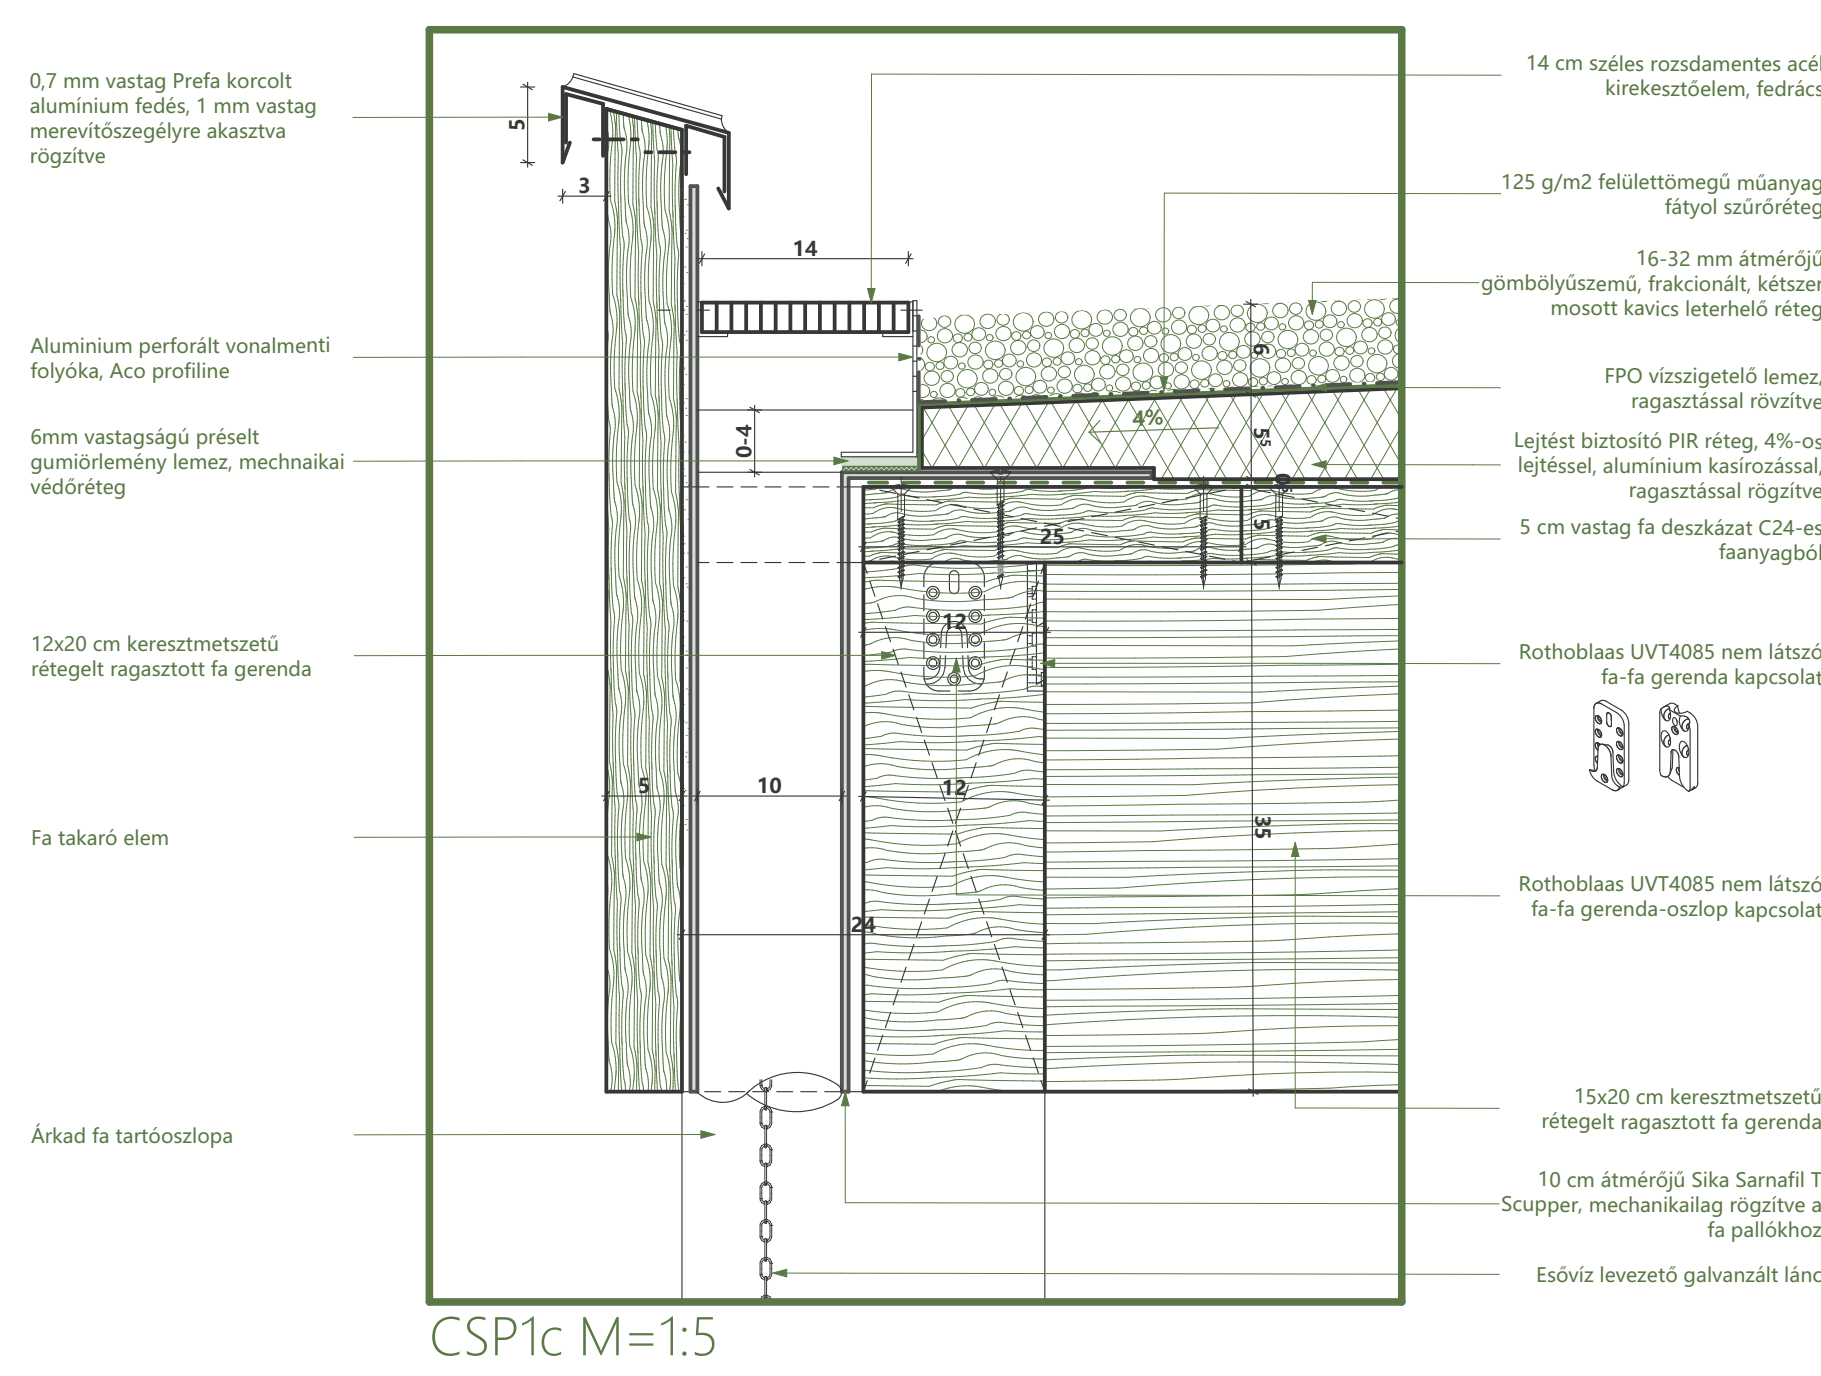 0,7 mm vastag Prefa korcolt
alumínium fedés, 1 mm vastag
merevítőszegélyre akasztva
rögzítve
Aluminium perforált vonalmenti
folyóka, Aco profiline
6mm vastagságú préselt
gumiörlemény lemez, mechnaikai
védőréteg
12x20 cm keresztmetszetű
rétegelt ragasztott fa gerenda
Fa takaró elem
Árkad fa tartóoszlopa
5
3
14
0-4
4%
6
5⁵
0⁵
5
25
12
5
10
12
35
24
14 cm széles rozsdamentes acél
kirekesztőelem, fedrács
125 g/m2 felülettömegű műanyag
fátyol szűrőréteg
16-32 mm átmérőjű
gömbölyűszemű, frakcionált, kétszer
mosott kavics leterhelő réteg
FPO vízszigetelő lemez,
ragasztással rövzítve
Lejtést biztosító PIR réteg, 4%-os
lejtéssel, alumínium kasírozással,
ragasztással rögzítve
5 cm vastag fa deszkázat C24-es
faanyagból
Rothoblaas UVT4085 nem látszó
fa-fa gerenda kapcsolat
Rothoblaas UVT4085 nem látszó
fa-fa gerenda-oszlop kapcsolat
15x20 cm keresztmetszetű
rétegelt ragasztott fa gerenda
10 cm átmérőjű Sika Sarnafil T
Scupper, mechanikailag rögzítve a
fa pallókhoz
Esővíz levezető galvanzált lánc
CSP1c M=1:5